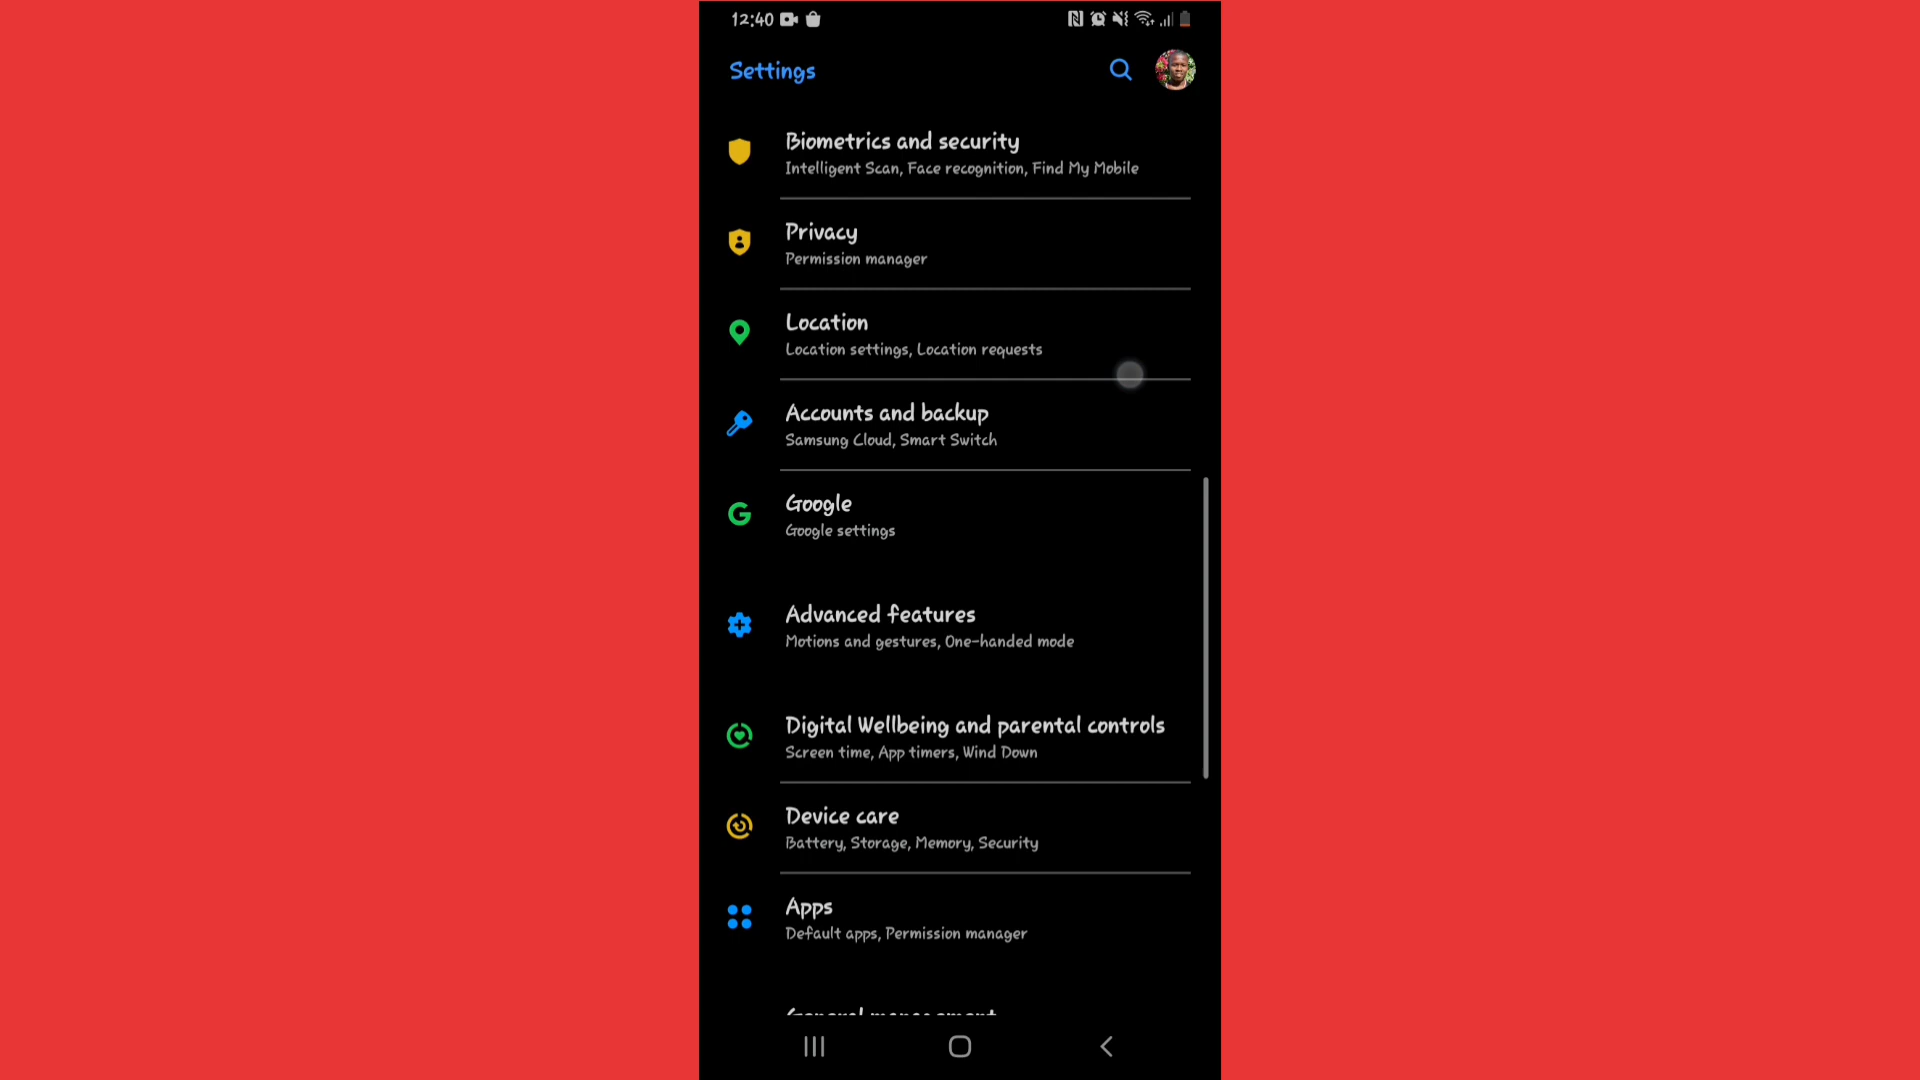 12:40
Settings
Biometrics and security
Intelligent Scan, Face recognition, Find My Mobile
Privacy
Permission manager
Location
Location settings, Location requests
Accounts and backup
Samsung Cloud, Smart Switch
Google
Google settings
Advanced features
Motions and gestures, One-handed mode
Digital Wellbeing and parental controls
Screen time, App timers, Wind Down
Device care
Battery, Storage, Memory, Security
Apps
Default apps, Permission manager
General management